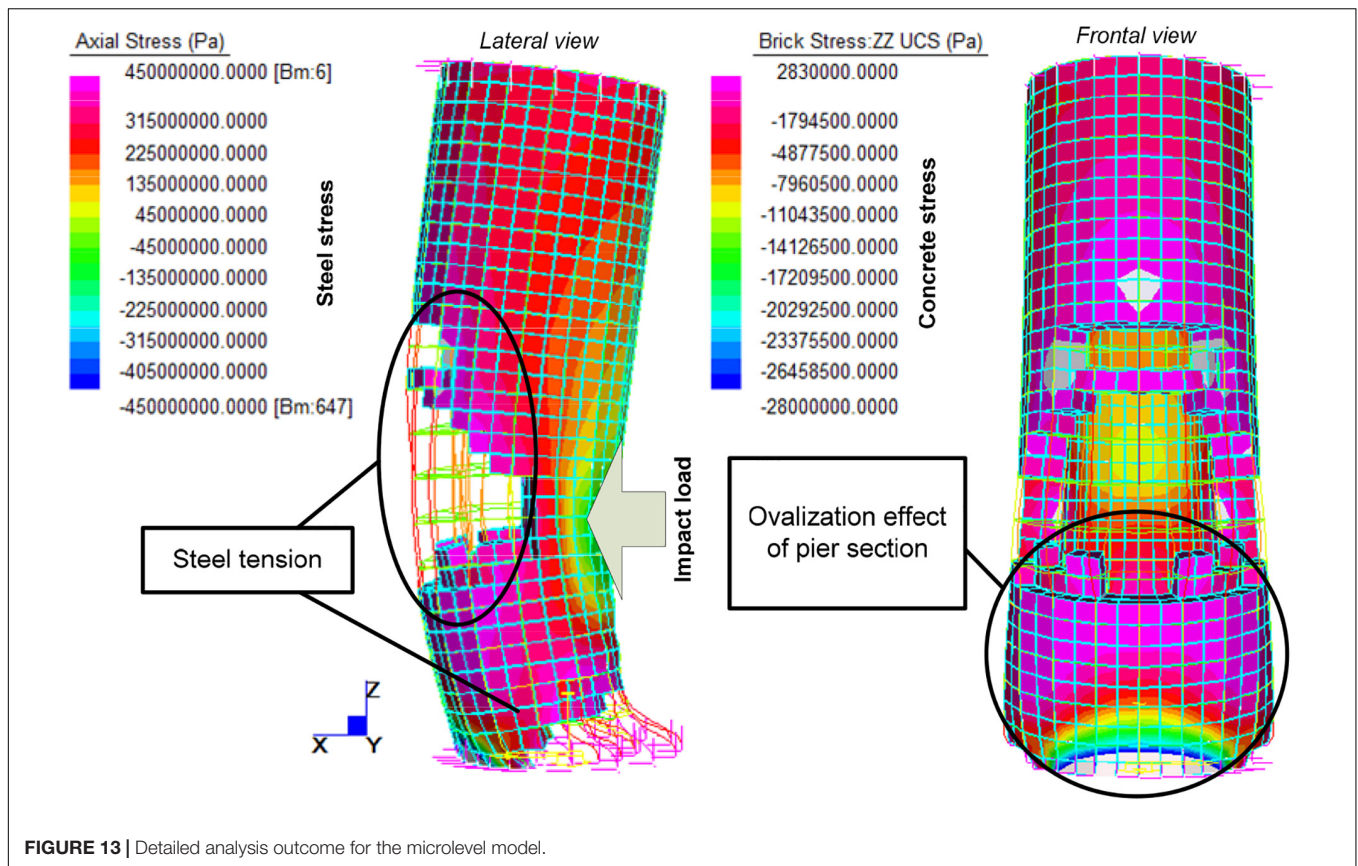 Axial Stress (Pa)
450000000.0000 [Bm:6]
315000000.0000
225000000.0000
135000000.0000
45000000.0000
-45000000.0000
-135000000.0000
-225000000.0000
-315000000.0000
-405000000.0000
-450000000.0000 [Bm:647]
Steel stress
Lateral view
Impact load
Steel tension
Z
X
Y
Brick Stress:ZZ UCS (Pa)
2830000.0000
-1794500.0000
-4877500.0000
-7960500.0000
-11043500.0000
-14126500.0000
-17209500.0000
-20292500.0000
-23375500.0000
-26458500.0000
-28000000.0000
Concrete stress
Frontal view
Ovalization effect
of pier section
FIGURE 13 | Detailed analysis outcome for the microlevel model.